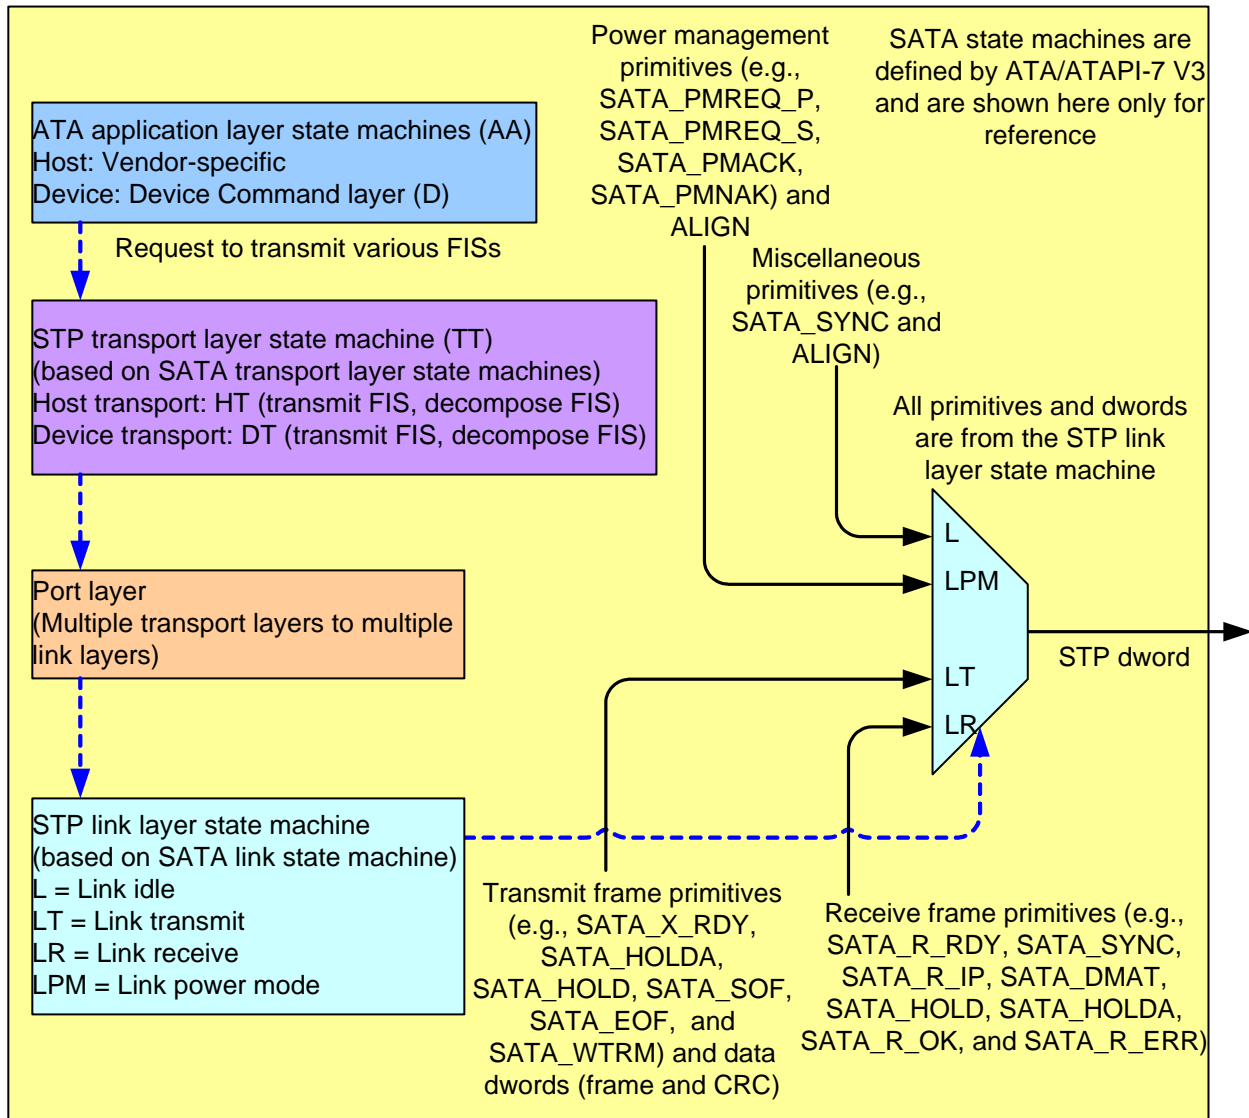 Power management
primitives (e.g.,
SATA_PMREQ_P,
SATA_PMREQ_S,
SATA_PMACK,
SATA_PMNAK) and
ALIGN
SATA state machines are
defined by ATA/ATAPI-7 V3
and are shown here only for
reference
ATA application layer state machines (AA)
Host: Vendor-specific
Device: Device Command layer (D)
Request to transmit various FISs
Miscellaneous
primitives (e.g.,
SATA_SYNC and
ALIGN)
STP transport layer state machine (TT)
(based on SATA transport layer state machines)
Host transport: HT (transmit FIS, decompose FIS)
Device transport: DT (transmit FIS, decompose FIS)
All primitives and dwords
are from the STP link
layer state machine
L
LPM
LT
LR
STP dword
Port layer
(Multiple transport layers to multiple
link layers)
STP link layer state machine
(based on SATA link state machine)
L = Link idle
LT = Link transmit
LR = Link receive
LPM = Link power mode
Transmit frame primitives
(e.g., SATA_X_RDY,
SATA_HOLDA,
SATA_HOLD, SATA_SOF,
SATA_EOF, and
SATA_WTRM) and data
dwords (frame and CRC)
Receive frame primitives (e.g.,
SATA_R_RDY, SATA_SYNC,
SATA_R_IP, SATA_DMAT,
SATA_HOLD, SATA_HOLDA,
SATA_R_OK, and SATA_R_ERR)